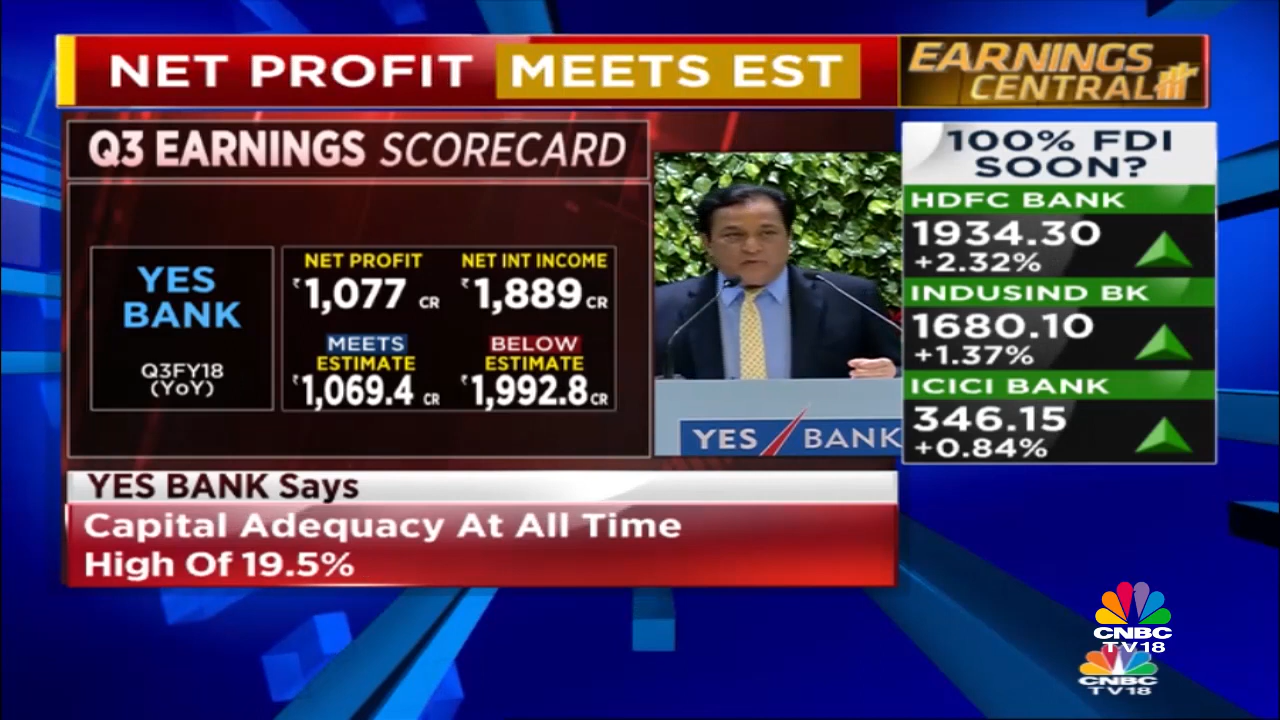 NET PROFIT MEETS EST
EARNINGS
CENTRAL
Q3 EARNINGS SCORECARD
YES
BANK
Q3FY18
(YoY)
NET PROFIT
₹1,077 CR
MEETS
ESTIMATE
₹1,069.4 CR
NET INT INCOME
₹1,889 CR
BELOW
ESTIMATE
₹1,992.8 CR
YES BANK
100% FDI
SOON?
HDFC BANK
1934.30
+2.32%
INDUSIND BK
1680.10
+1.37%
ICICI BANK
346.15
+0.84%
YES BANK Says
Capital Adequacy At All Time
High Of 19.5%
CNBC
TV18
CNBC
TV18